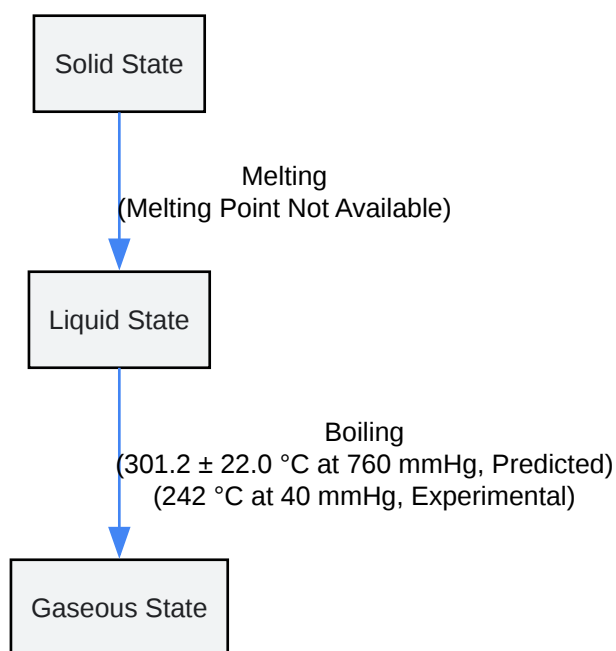 Solid State
Melting
(Melting Point Not Available)
Liquid State
Boiling
(301.2 ± 22.0 °C at 760 mmHg, Predicted)
(242 °C at 40 mmHg, Experimental)
Gaseous State